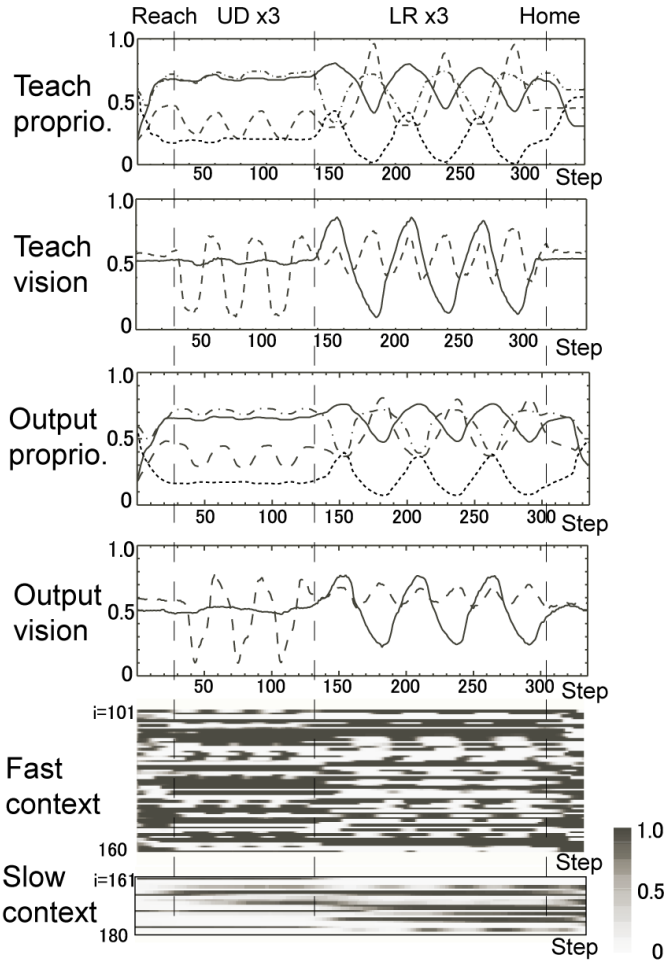 Reach UD x3 LR x3 Home
Teach
proprio.
1.0
0.5
0
50 100 150 200 250 300 Step
Teach
vision
1.0
0.5
0
50 100 150 200 250 300 Step
Output
proprio.
1.0
0.5
0
50 100 150 200 250 300 Step
Output
vision
1.0
0.5
0
50 100 150 200 250 300 Step
Fast
context
i=101
160
Step
Slow
context
i=161
180
Step
1.0
0.5
0